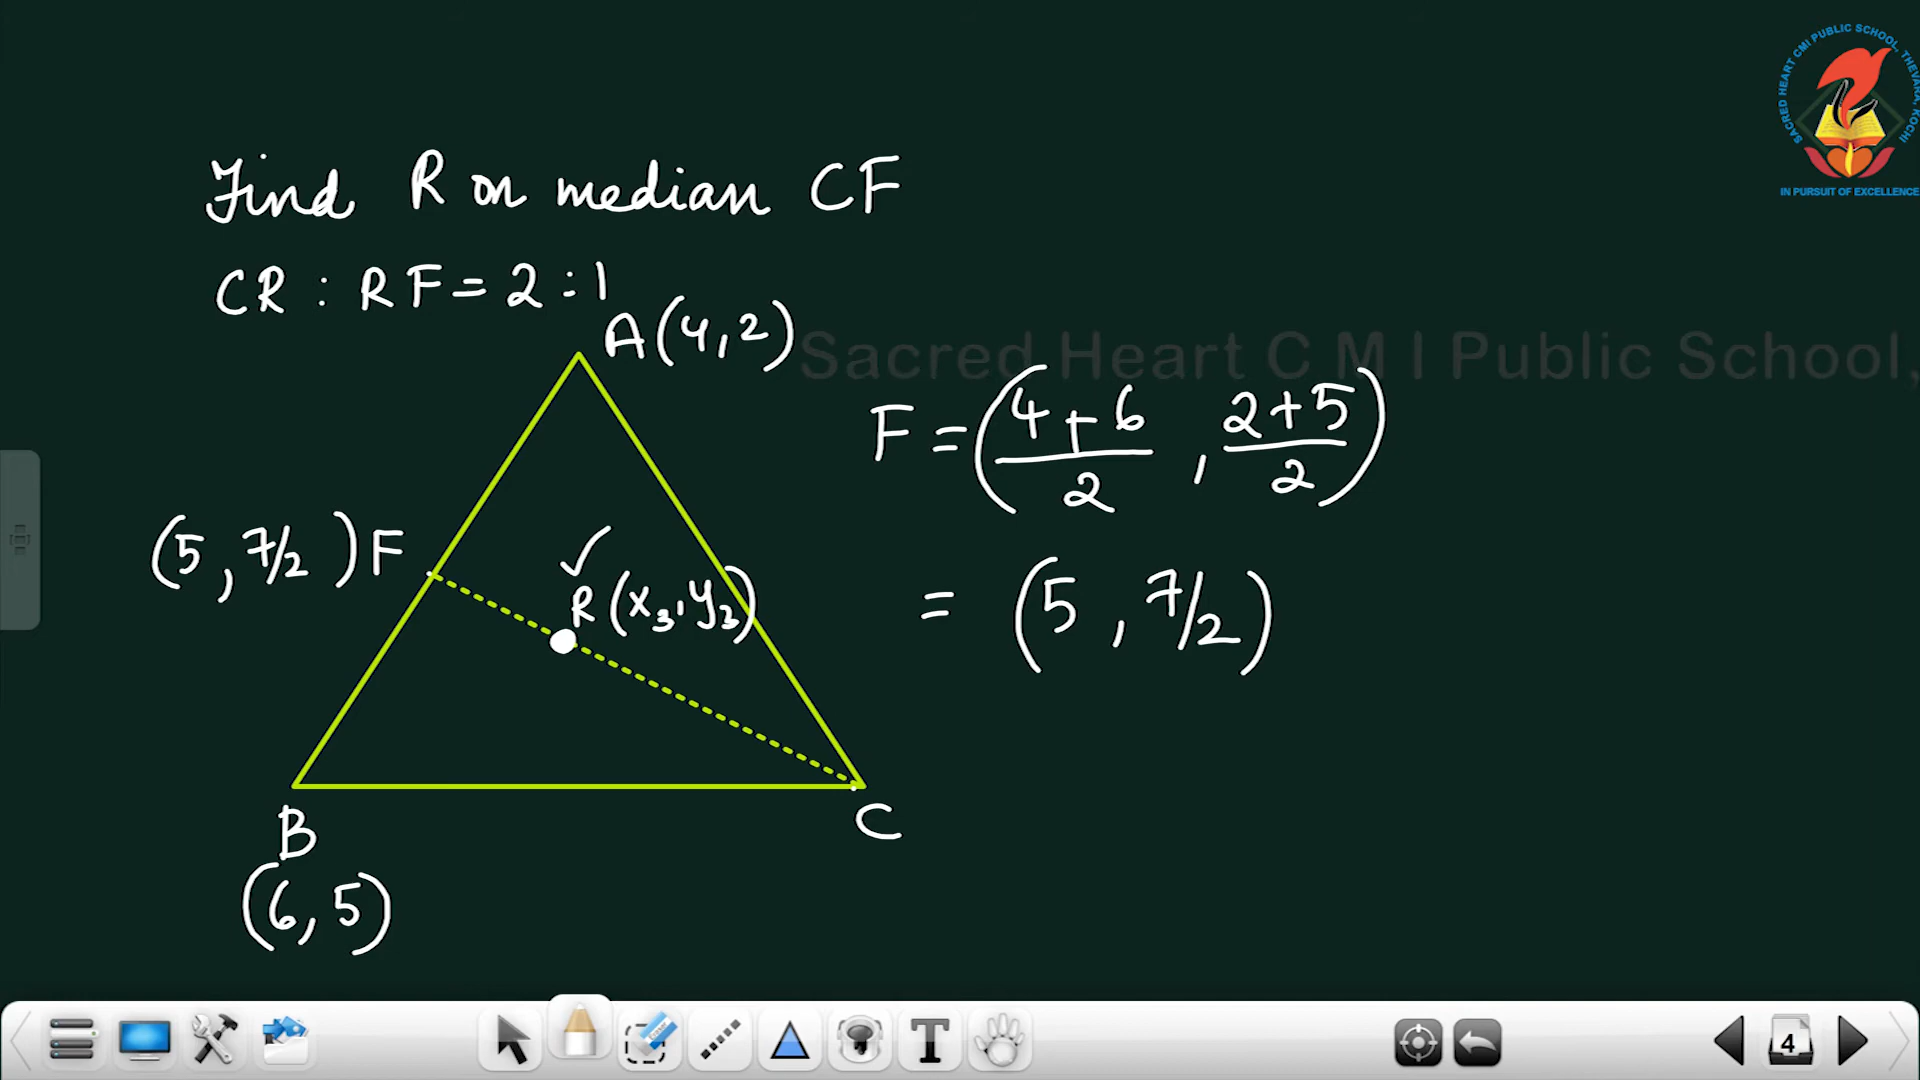 SACRED HEART CMI PUBLIC SCHOOL, THEVARA, KOCHI
IN PURSUIT OF EXCELLENCE
Find R on median CF
CR : RF = 2 : 1
A(4,2)
Sacred Heart C M I Public School,
F = (4+6/2 , 2+5/2)
(5, 7/2) F
R(x₃, y₃)
= (5, 7/2)
B
C
(6, 5)
T
4